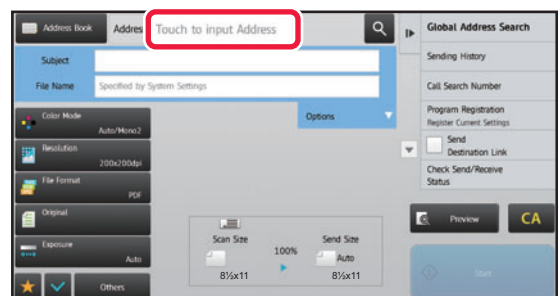 Address Book
Addres
Touch to input Address
Global Address Search
Subject
Sending History
File Name
Specified by System Settings
Call Search Number
Color Mode
Auto/Mono2
Options
Program Registration
Register Current Settings
Resolution
200x200dpi
Send
Destination Link
File Format
PDF
Check Send/Receive
Status
Original
Preview
CA
Scan Size
100%
Send Size
Auto
Exposure
Auto
8½x11
8½x11
Start
Others